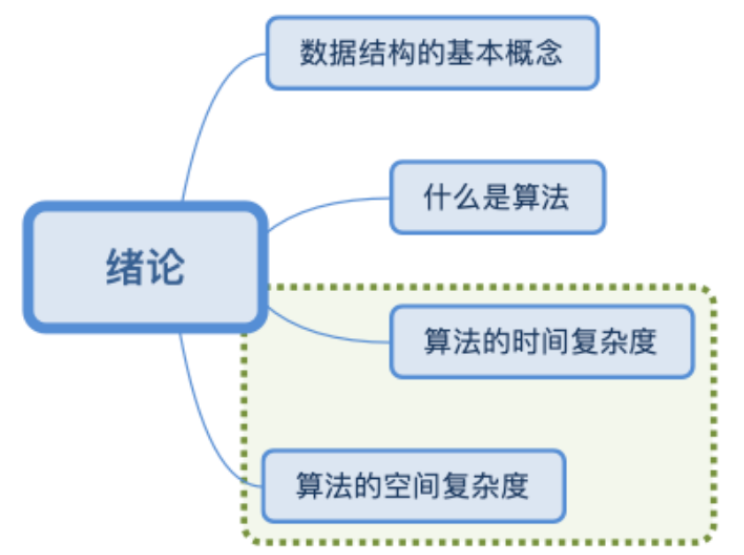 数据结构的基本概念
什么是算法
绪论
算法的时间复杂度
算法的空间复杂度